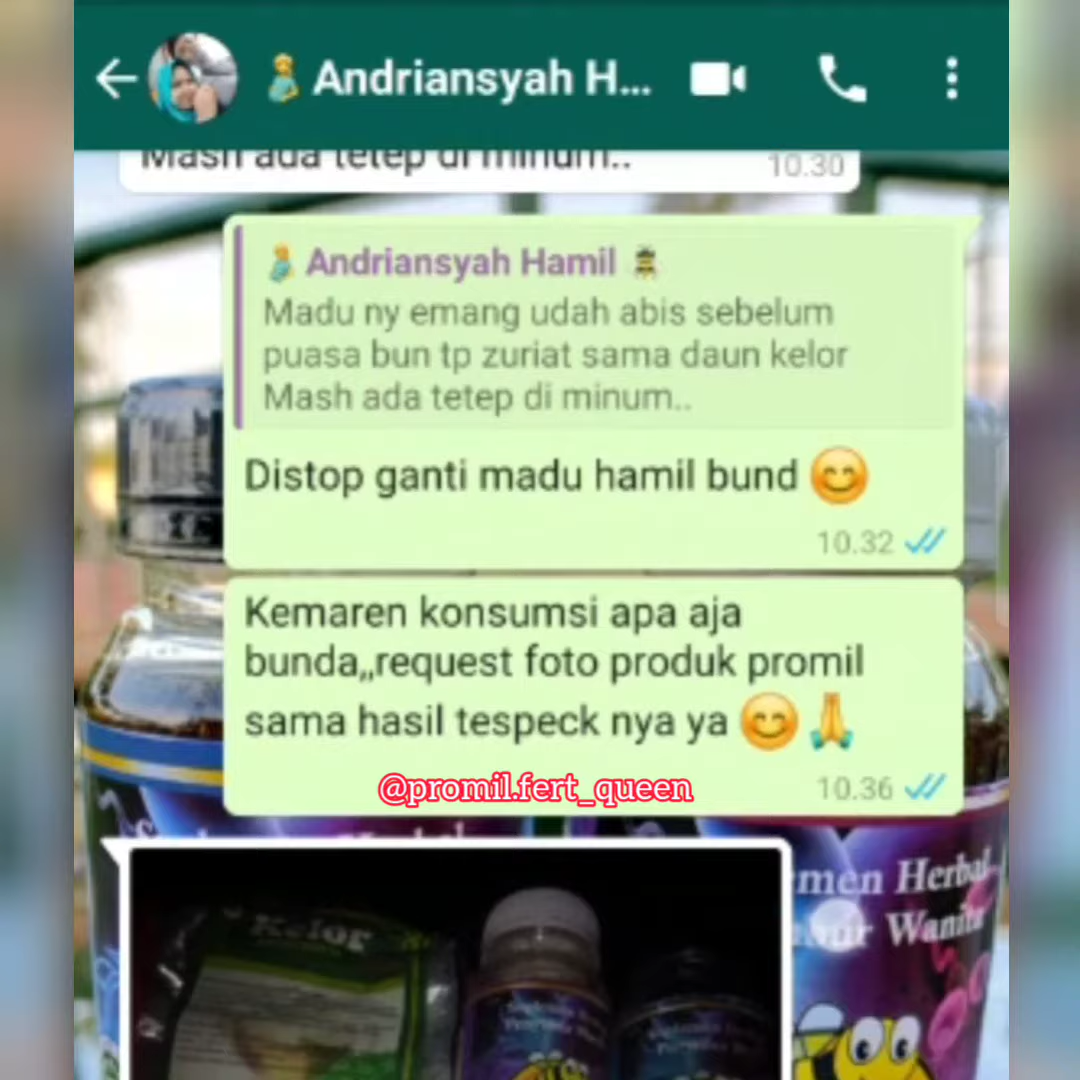 Andriansyah H...
Mash ada tetep di minum..
10.30
Andriansyah Hamil
Madu ny emang udah abis sebelum
puasa bun tp zuriat sama daun kelor
Mash ada tetep di minum..
Distop ganti madu hamil bund
10.32
Kemaren konsumsi apa aja
bunda,,request foto produk promil
sama hasil tespeck nya ya
@promil.fert_queen
10.36
men Herbal
Wanita
Kelor